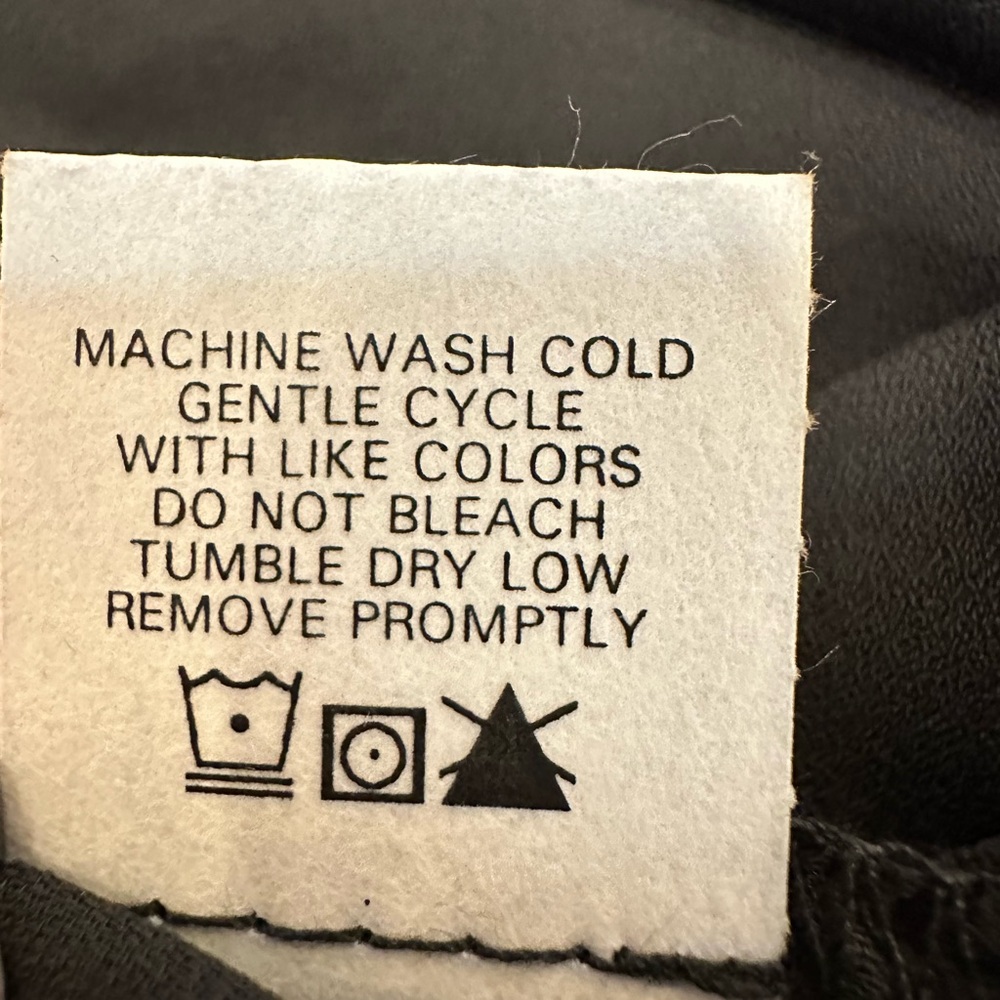 MACHINE WASH COLD
GENTLE CYCLE
WITH LIKE COLORS
DO NOT BLEACH
TUMBLE DRY LOW
REMOVE PROMPTLY